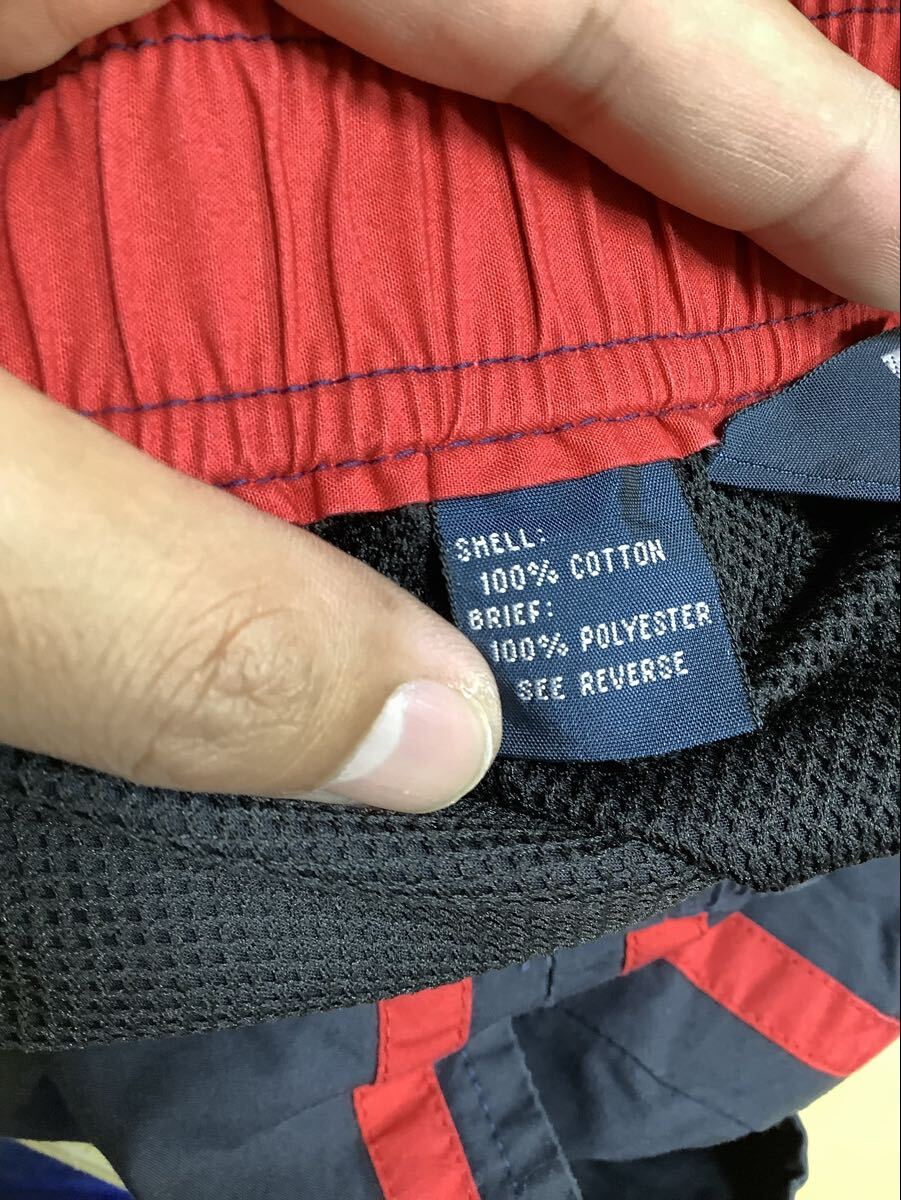 SHELL:
100% COTTON
BRIEF:
100% POLYESTER
SEE REVERSE